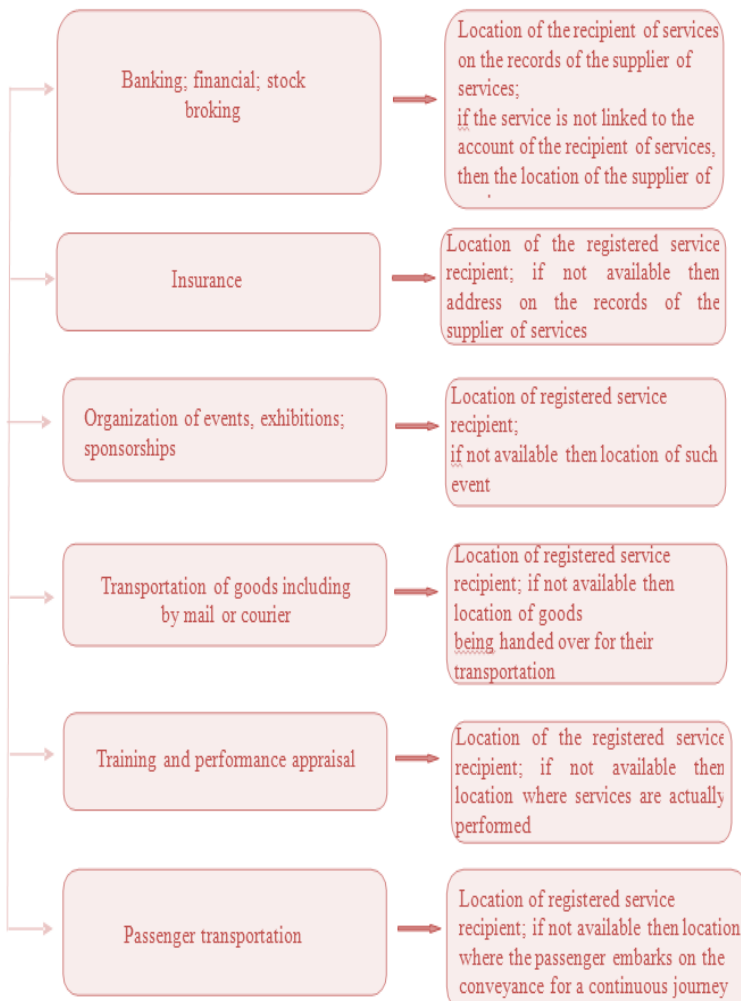 Banking; financial; stock
broking
Location of the recipient of services
on the records of the supplier of
services;
if the service is not linked to the
account of the recipient of services,
then the location of the supplier of
Insurance
Location of the registered service
recipient; if not available then
address on the records of the
supplier of services
Organization of events, exhibitions;
sponsorships
Location of registered service
recipient;
if not available then location of such
event
Transportation of goods including
by mail or courier
Location of registered service
recipient; if not available then
location of goods
being handed over for their
transportation
Training and performance appraisal
Location of the registered service
recipient; if not available then
location where services are actually
performed
Passenger transportation
Location of registered service
recipient; if not available then location
where the passenger embarks on the
conveyance for a continuous journey